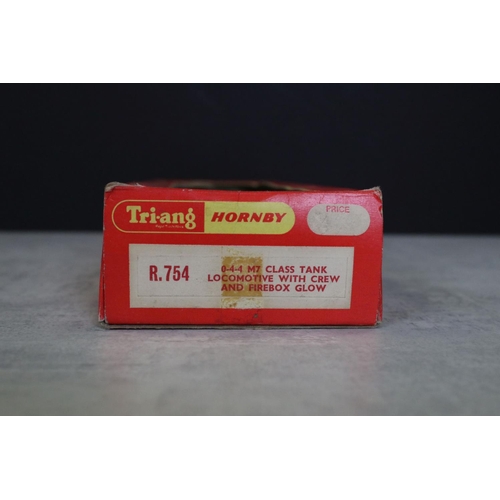 Tri-ang HORNBY
PRICE
R.754
0-4-4 M7 CLASS TANK
LOCOMOTIVE WITH CREW
AND FIREBOX GLOW